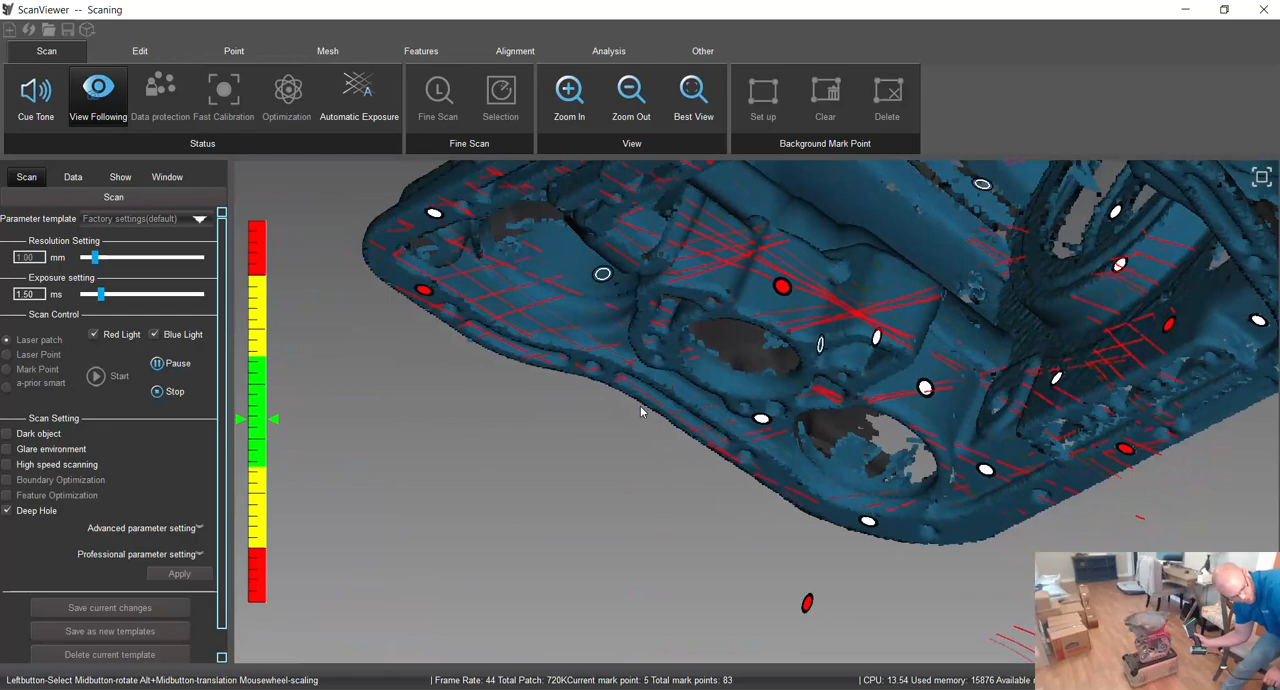 ScanViewer -- Scaning
Scan Edit Point Mesh Features Alignment Analysis Other
Cue Tone View Following Data protection Fast Calibration Optimization Automatic Exposure Fine Scan Selection Zoom In Zoom Out Best View Set up Clear Delete
Status Fine Scan View Background Mark Point
Scan Data Show Window
Scan
Parameter template Factory settings(default)
Resolution Setting
1.00 mm
Exposure setting
1.50 ms
Scan Control
Laser patch
Laser Point
Mark Point
a-prior smart
Red Light Blue Light
Pause
Start
Stop
Scan Setting
Dark object
Glare environment
High speed scanning
Boundary Optimization
Feature Optimization
Deep Hole
Advanced parameter setting
Professional parameter setting
Apply
Save current changes
Save as new templates
Delete current template
Leftbutton-Select Midbutton-rotate Alt+Midbutton-translation Mousewheel-scaling | Frame Rate: 44 Total Patch: 720KCurrent mark point: 5 Total mark points: 83 | CPU: 13.54 Used memory: 15876 Available